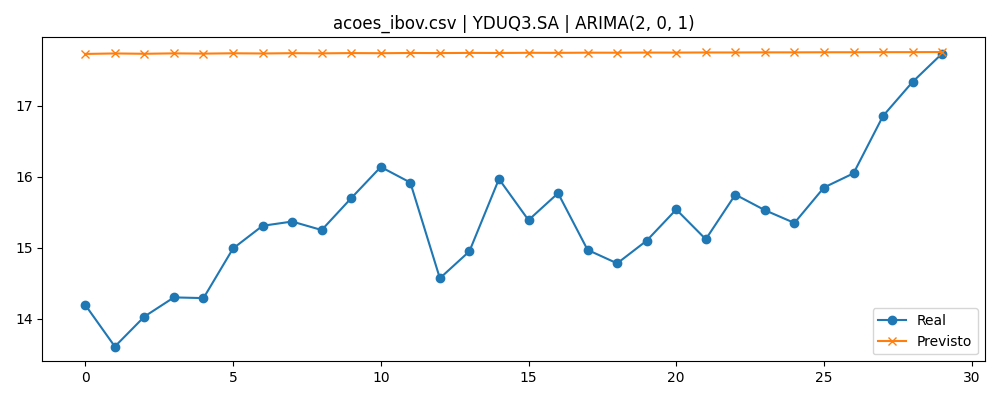 acoes_ibov.csv | YDUQ3.SA | ARIMA(2, 0, 1)
17
16
15
14
0 5 10 15 20 25 30
Real
Previsto